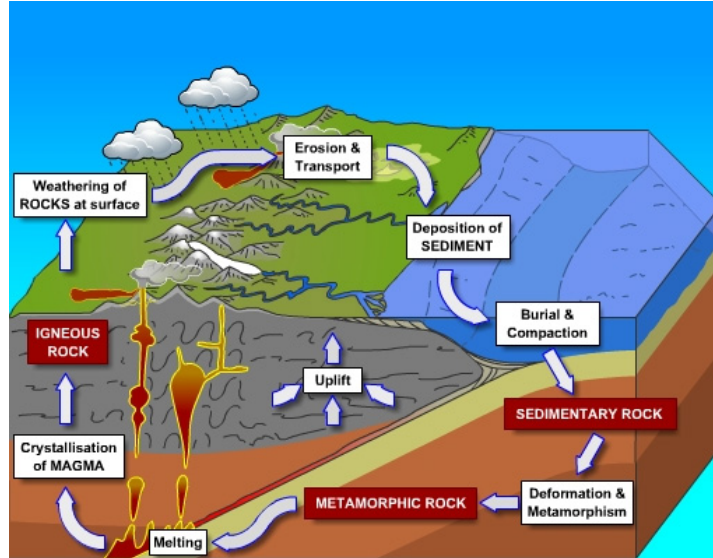 Erosion &
Transport
Weathering of
ROCKS at surface
Deposition of
SEDIMENT
Burial &
Compaction
IGNEOUS
ROCK
Uplift
SEDIMENTARY ROCK
Crystallisation
of MAGMA
Deformation &
Metamorphism
METAMORPHIC ROCK
Melting